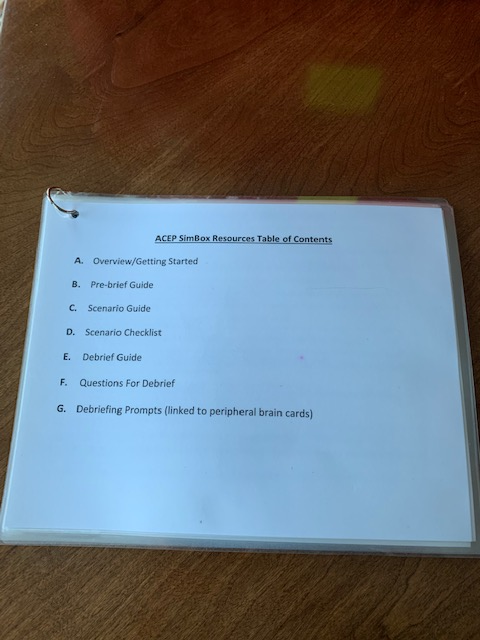 ACEP SimBox Resources Table of Contents
A. Overview/Getting Started
B. Pre-brief Guide
C. Scenario Guide
D. Scenario Checklist
E. Debrief Guide
F. Questions For Debrief
G. Debriefing Prompts (linked to peripheral brain cards)